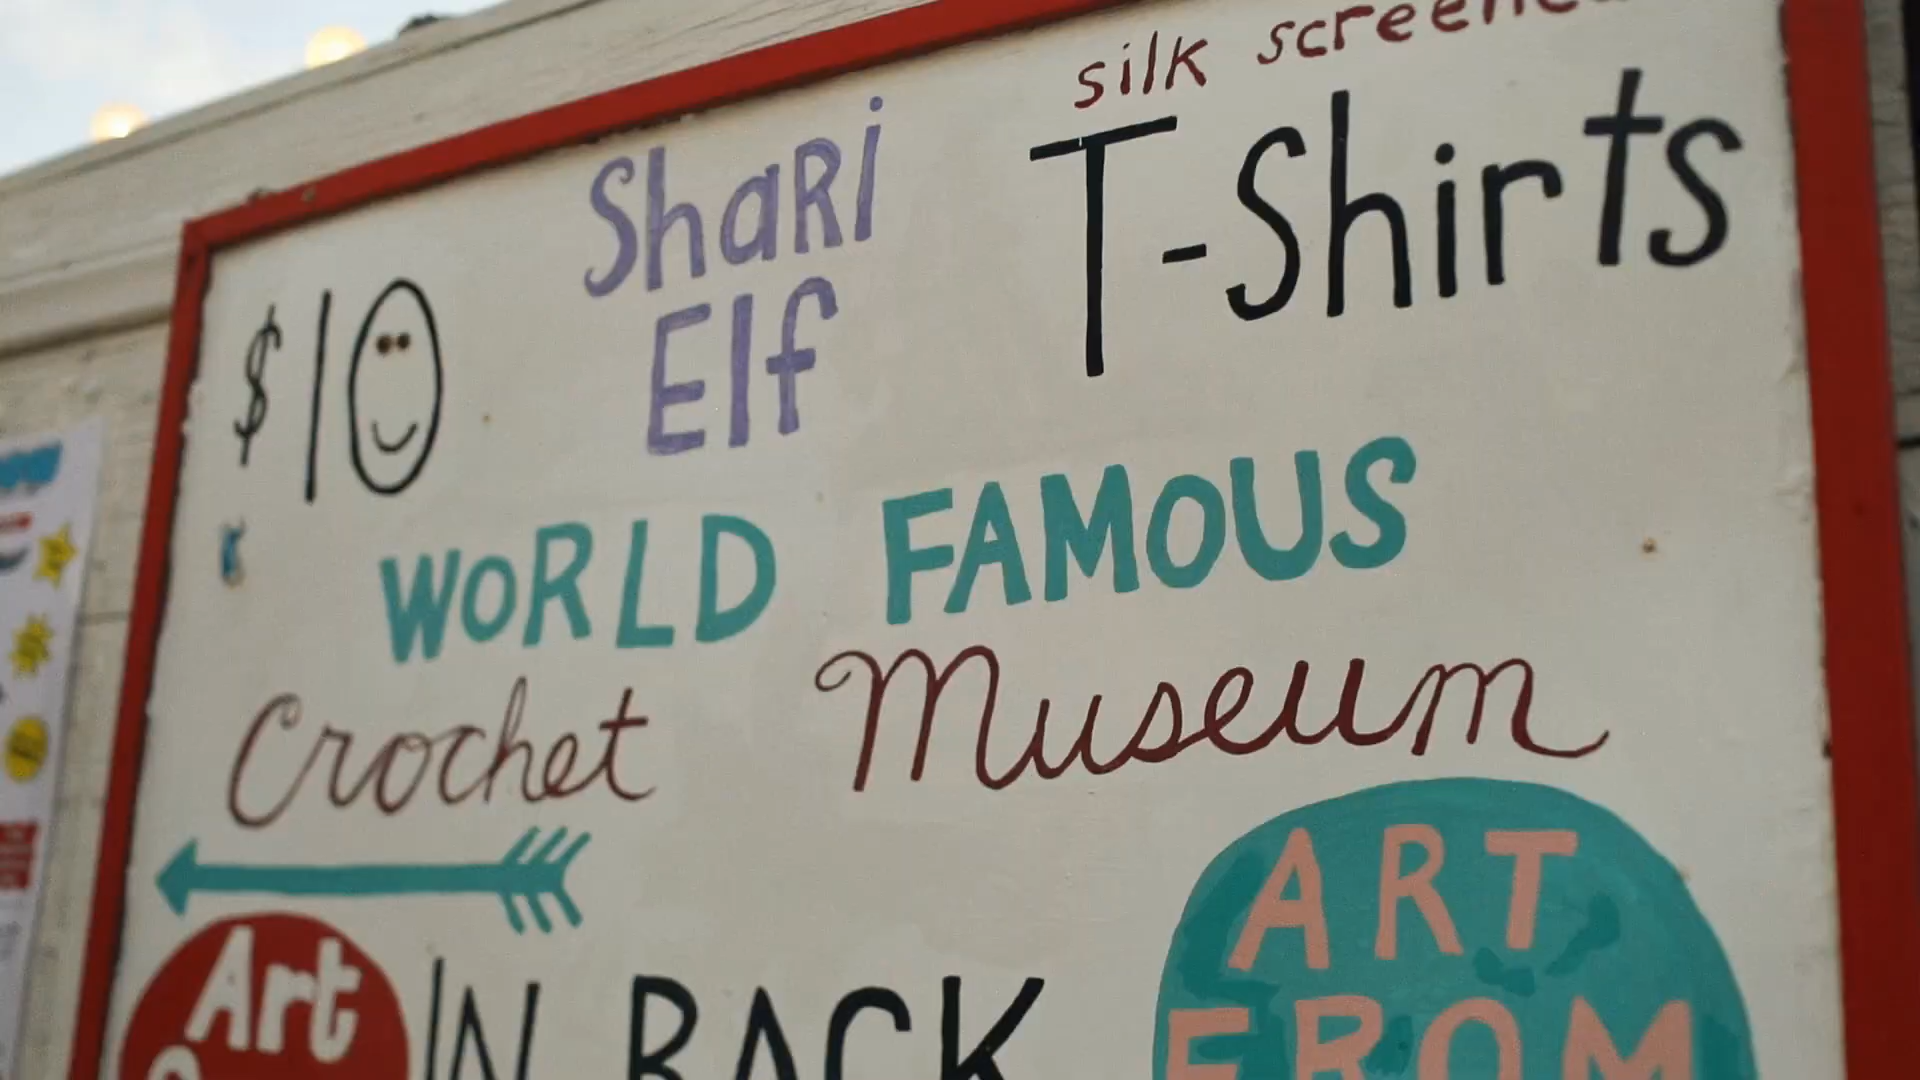 silk screened
$10 Shari Elf T-Shirts
WORLD FAMOUS
Crochet Museum
Art
IN BACK
ART
FROM